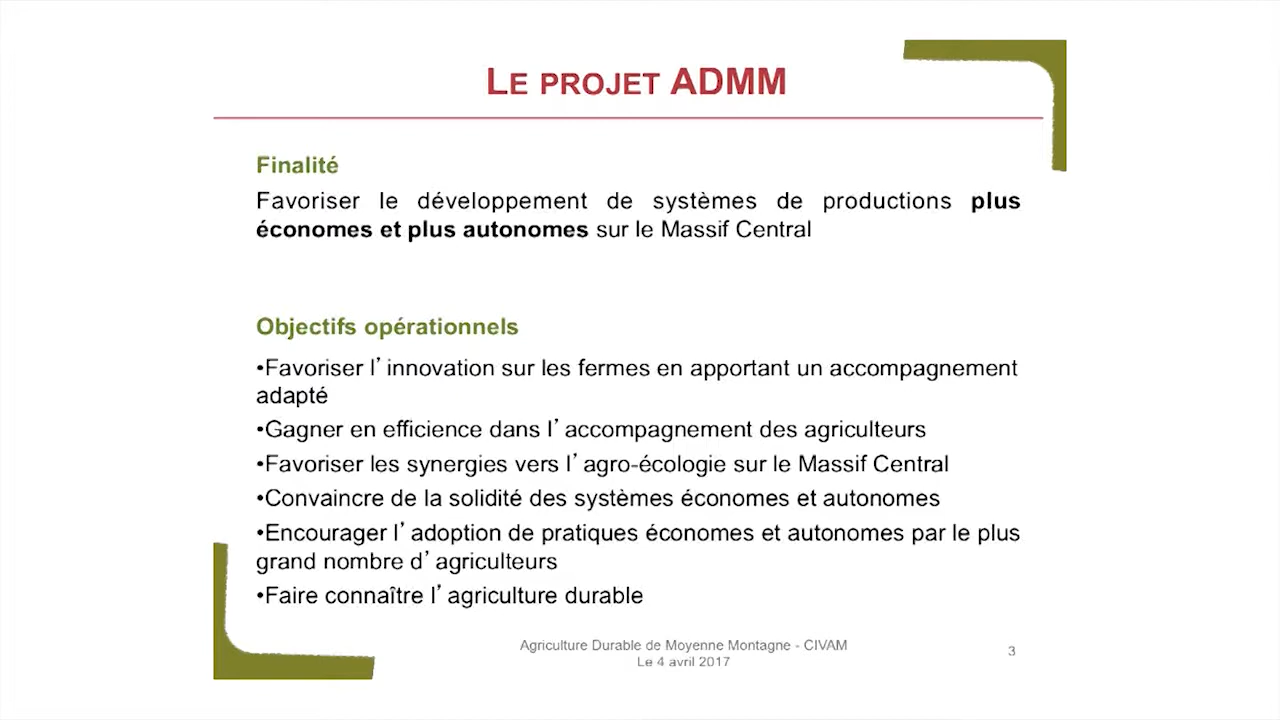 LE PROJET ADMM
Finalité
Favoriser le développement de systèmes de productions plus
économes et plus autonomes sur le Massif Central
Objectifs opérationnels
•Favoriser l’innovation sur les fermes en apportant un accompagnement
adapté
•Gagner en efficience dans l’accompagnement des agriculteurs
•Favoriser les synergies vers l’agro-écologie sur le Massif Central
•Convaincre de la solidité des systèmes économes et autonomes
•Encourager l’adoption de pratiques économes et autonomes par le plus
grand nombre d’agriculteurs
•Faire connaître l’agriculture durable
Agriculture Durable de Moyenne Montagne - CIVAM
Le 4 avril 2017
3